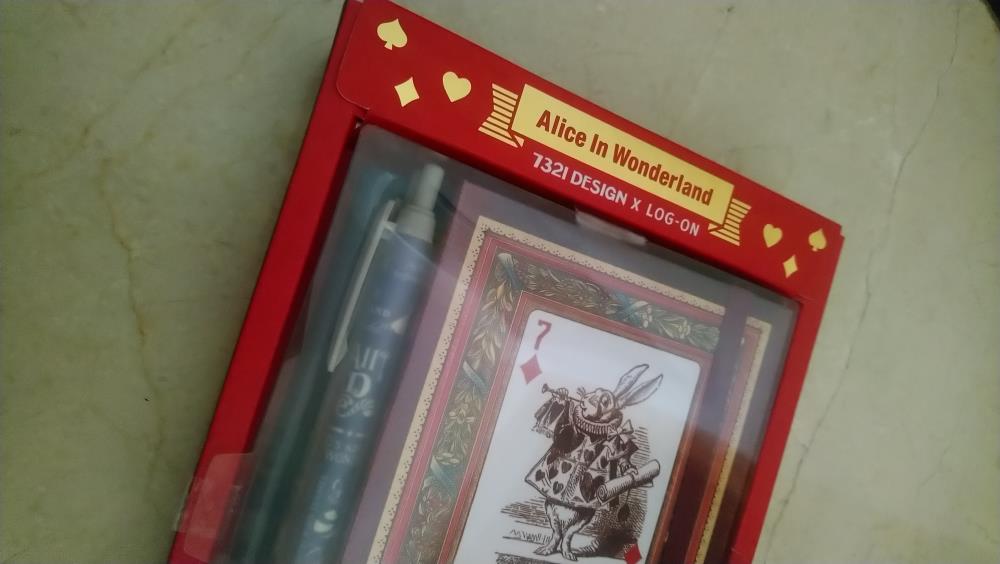 Alice In Wonderland
7321 DESIGN X LOG-ON
7